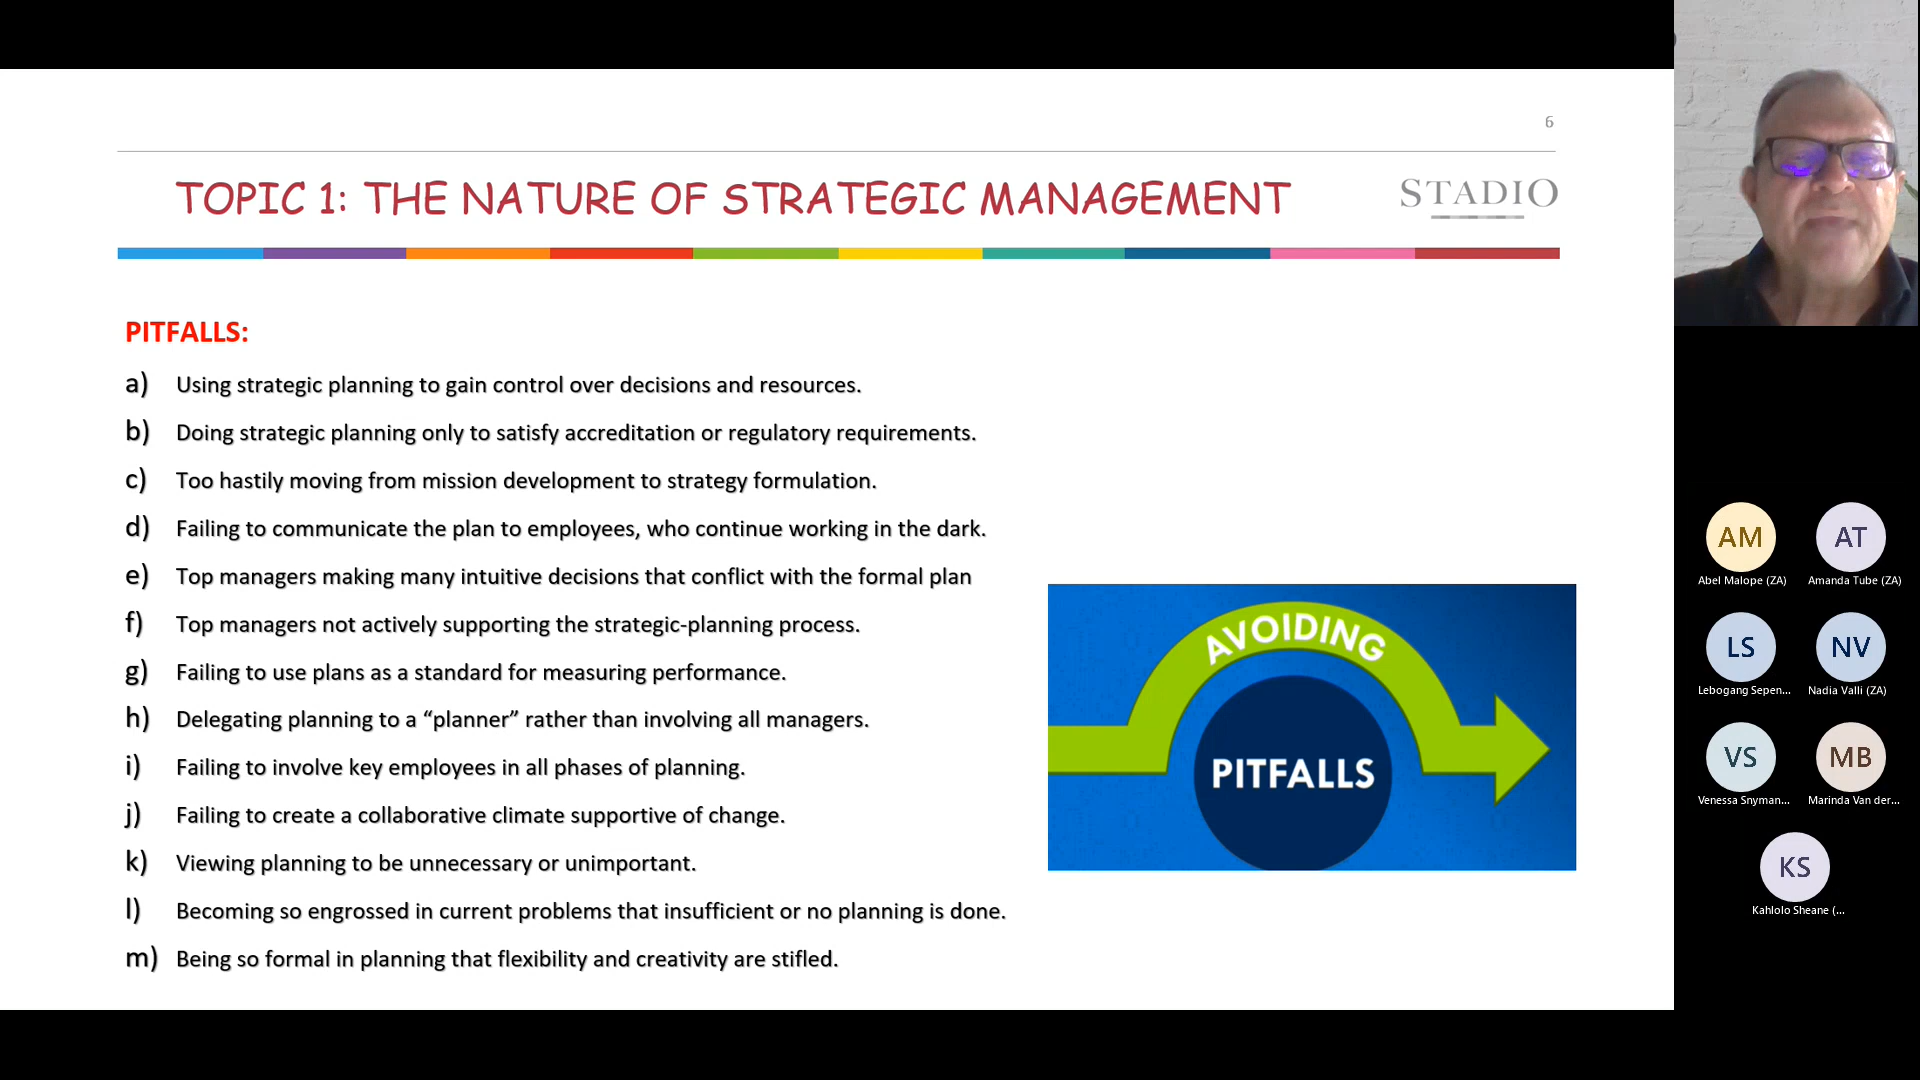 6
TOPIC 1: THE NATURE OF STRATEGIC MANAGEMENT
STADIO
PITFALLS:
a) Using strategic planning to gain control over decisions and resources.
b) Doing strategic planning only to satisfy accreditation or regulatory requirements.
c) Too hastily moving from mission development to strategy formulation.
d) Failing to communicate the plan to employees, who continue working in the dark.
e) Top managers making many intuitive decisions that conflict with the formal plan
f) Top managers not actively supporting the strategic-planning process.
g) Failing to use plans as a standard for measuring performance.
h) Delegating planning to a “planner” rather than involving all managers.
i) Failing to involve key employees in all phases of planning.
j) Failing to create a collaborative climate supportive of change.
k) Viewing planning to be unnecessary or unimportant.
l) Becoming so engrossed in current problems that insufficient or no planning is done.
m) Being so formal in planning that flexibility and creativity are stifled.
AVOIDING
PITFALLS
AM AT
Abel Malope (ZA) Amanda Tube (ZA)
LS NV
Lebogang Sepen... Nadia Valli (ZA)
VS MB
Venessa Snyman... Marinda Van der...
KS
Kahlolo Sheane (...